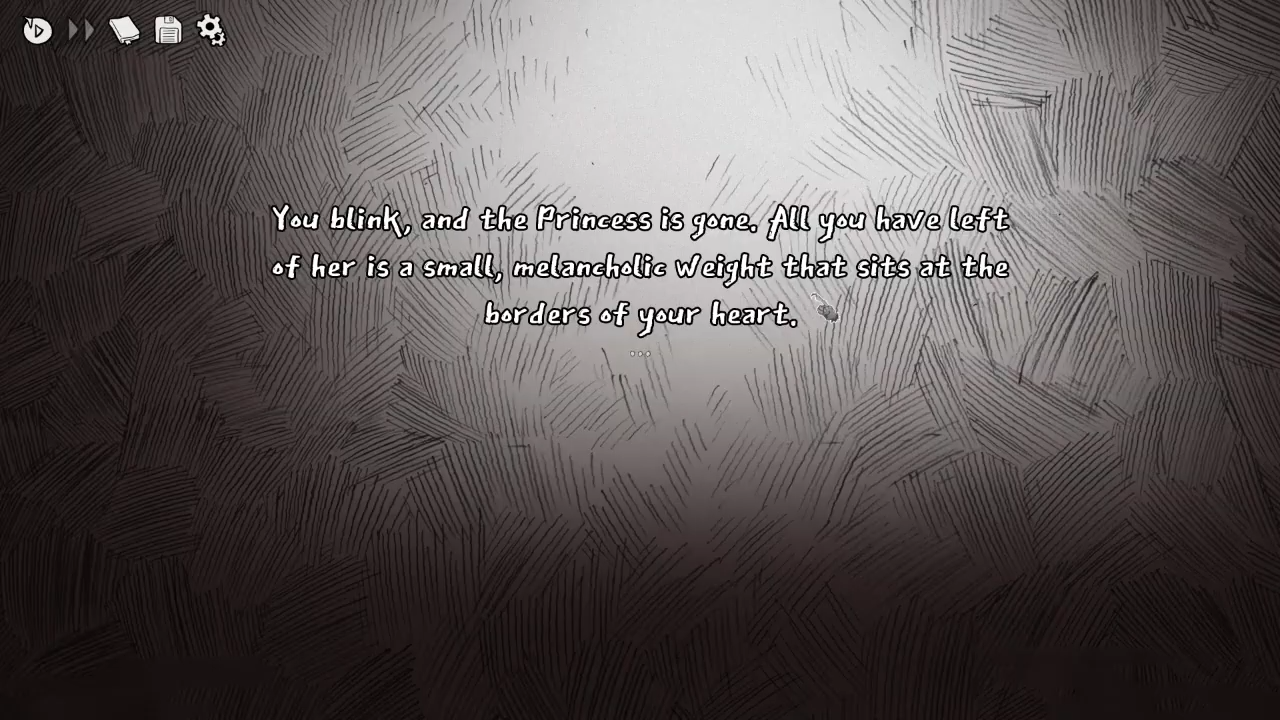 You blink, and the Princess is gone. All you have left
of her is a small, melancholic weight that sits at the
borders of your heart.
...